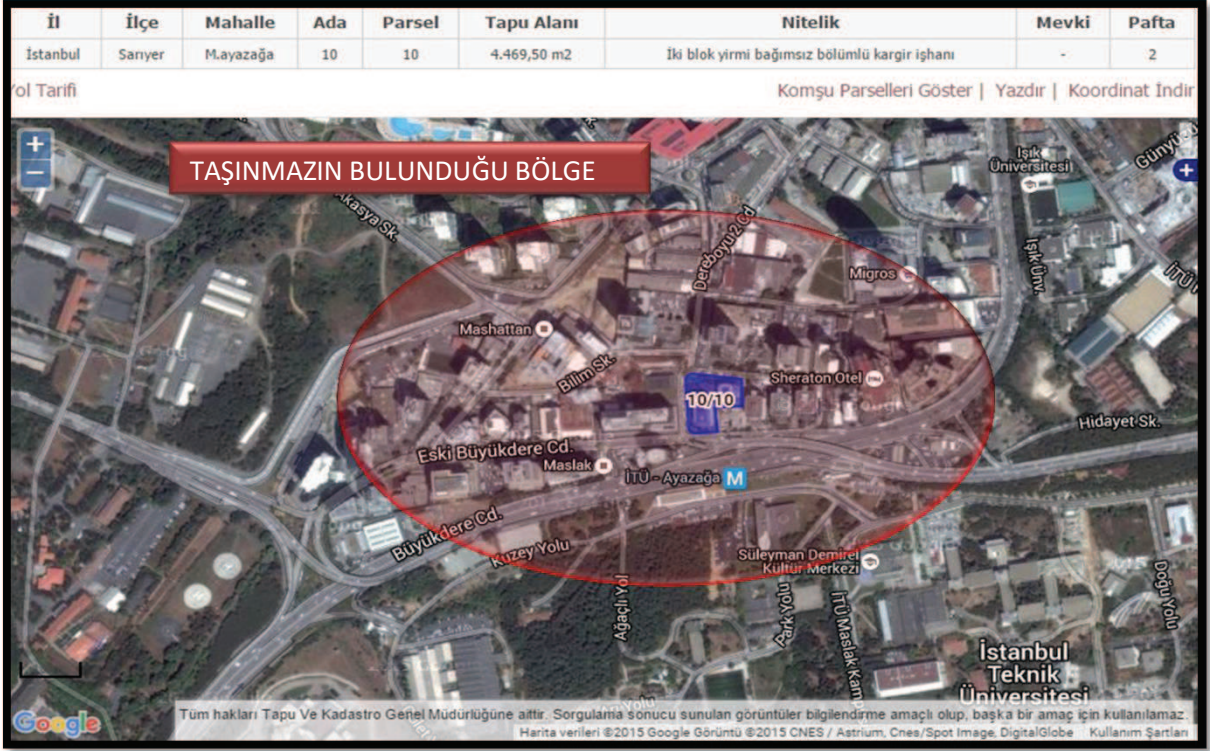 İl İlçe Mahalle Ada Parsel Tapu Alanı Nitelik Mevki Pafta
İstanbul Sarıyer M.ayazağa 10 10 4.469,50 m2 İki blok yirmi bağımsız bölümlü kargir işhanı - 2
ol Tarifi Komşu Parselleri Göster | Yazdır | Koordinat İndir
+
−
TAŞINMAZIN BULUNDUĞU BÖLGE
Işık
Üniversitesi
Günyüzü
+
Akasya Sk.
Dereboyu 2 Cd
Işık Ünv.
İTÜ
Migros
Mashattan
Bilim Sk.
Sheraton Otel
10/10
Hidayet Sk.
Eski Büyükdere Cd.
Maslak
İTÜ - Ayazağa M
Büyükdere Cd.
Kuzey Yolu
Süleyman Demirel
Kültür Merkezi
Ağaçlı Yol
Park Yolu
İTÜ Maslak Kam
Doğu Yolu
İstanbul
Teknik
Üniversitesi
Google
Tüm hakları Tapu Ve Kadastro Genel Müdürlüğüne aittir. Sorgulama sonucu sunulan görüntüler bilgilendirme amaçlı olup, başka bir amaç için kullanılamaz.
Harita verileri ©2015 Google Görüntü ©2015 CNES / Astrium, Cnes/Spot Image, DigitalGlobe Kullanım Şartları